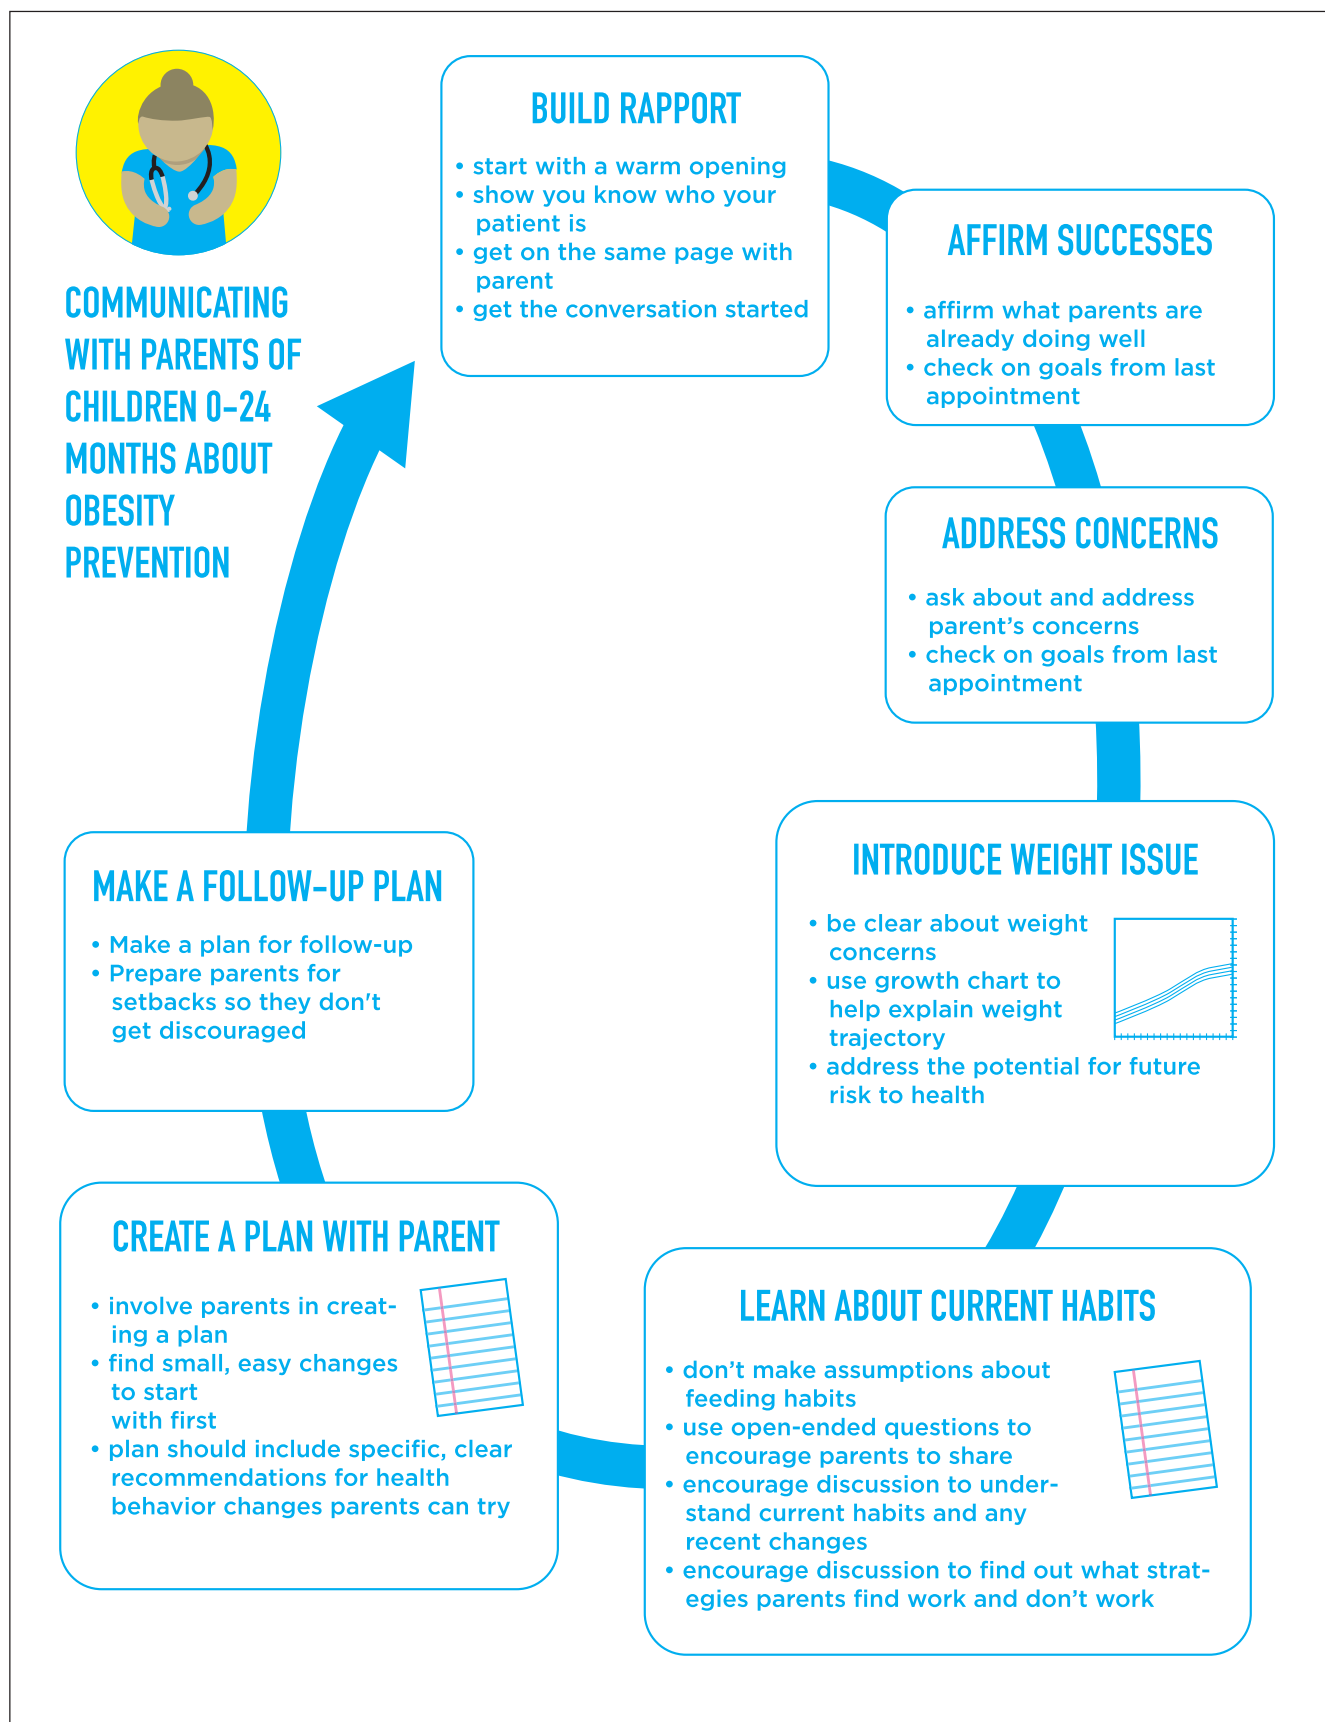 COMMUNICATING
WITH PARENTS OF
CHILDREN 0-24
MONTHS ABOUT
OBESITY
PREVENTION
BUILD RAPPORT
• start with a warm opening
• show you know who your
patient is
• get on the same page with
parent
• get the conversation started
AFFIRM SUCCESSES
• affirm what parents are
already doing well
• check on goals from last
appointment
ADDRESS CONCERNS
• ask about and address
parent’s concerns
• check on goals from last
appointment
INTRODUCE WEIGHT ISSUE
• be clear about weight
concerns
• use growth chart to
help explain weight
trajectory
• address the potential for future
risk to health
LEARN ABOUT CURRENT HABITS
• don’t make assumptions about
feeding habits
• use open-ended questions to
encourage parents to share
• encourage discussion to under-
stand current habits and any
recent changes
• encourage discussion to find out what strat-
egies parents find work and don’t work
CREATE A PLAN WITH PARENT
• involve parents in creat-
ing a plan
• find small, easy changes
to start
with first
• plan should include specific, clear
recommendations for health
behavior changes parents can try
MAKE A FOLLOW-UP PLAN
• Make a plan for follow-up
• Prepare parents for
setbacks so they don't
get discouraged